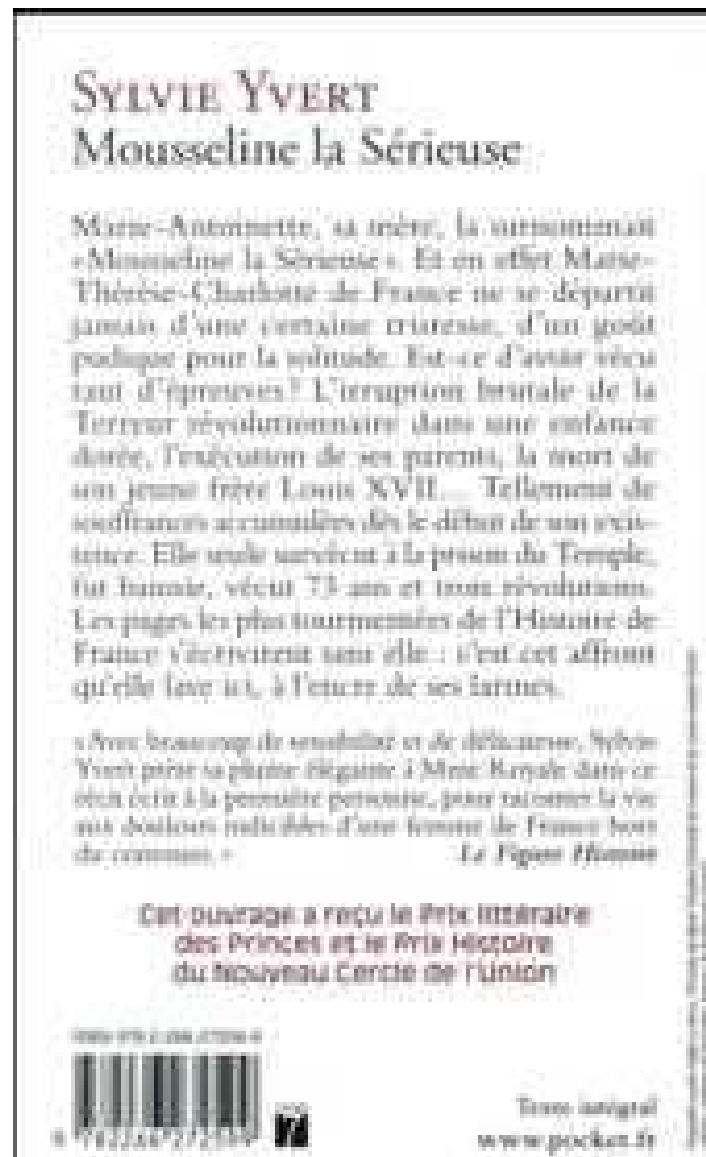 SYLVIE YVERT
Mousseline la Sérieuse
Marie-Antoinette, sa mère, la surnommait
«Mousseline la Sérieuse». Et en effet Marie-
Thérèse-Charlotte de France ne se départit
jamais d'une certaine tristesse, d'un goût
pudique pour la solitude. Est-ce d'avoir vécu
tant d'épreuves? L'irruption brutale de la
Terreur révolutionnaire dans une enfance
dorée, l'exécution de ses parents, la mort de
son jeune frère Louis XVII... Tellement de
souffrances accumulées dès le début de son exis-
tence. Elle seule survécut à la prison du Temple,
fut bannie, vécut 73 ans et trois révolutions.
Les pages les plus tourmentées de l'Histoire de
France s'écrivirent sans elle : c'est cet affront
qu'elle lave ici, à l'encre de ses larmes.
«Avec beaucoup de sensibilité et de délicatesse, Sylvie
Yvert prête sa plume élégante à Mme Royale dans ce
récit écrit à la première personne, pour raconter la vie
aux douleurs indicibles d'une femme de France hors
du commun.»
Le Figaro Histoire
Cet ouvrage a reçu le Prix littéraire
des Princes et le Prix Histoire
du Nouveau Cercle de l'Union
Texte intégral
www.pocket.fr